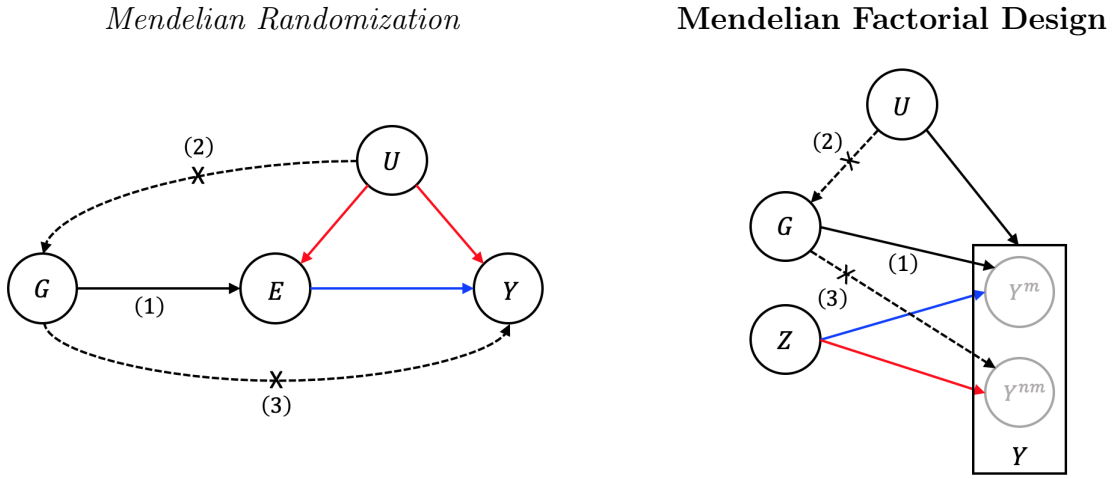 Mendelian Randomization
(2)
U
G
(1)
E
Y
(3)
Mendelian Factorial Design
U
(2)
G
(1)
Y^m
(3)
Z
Y^{nm}
Y